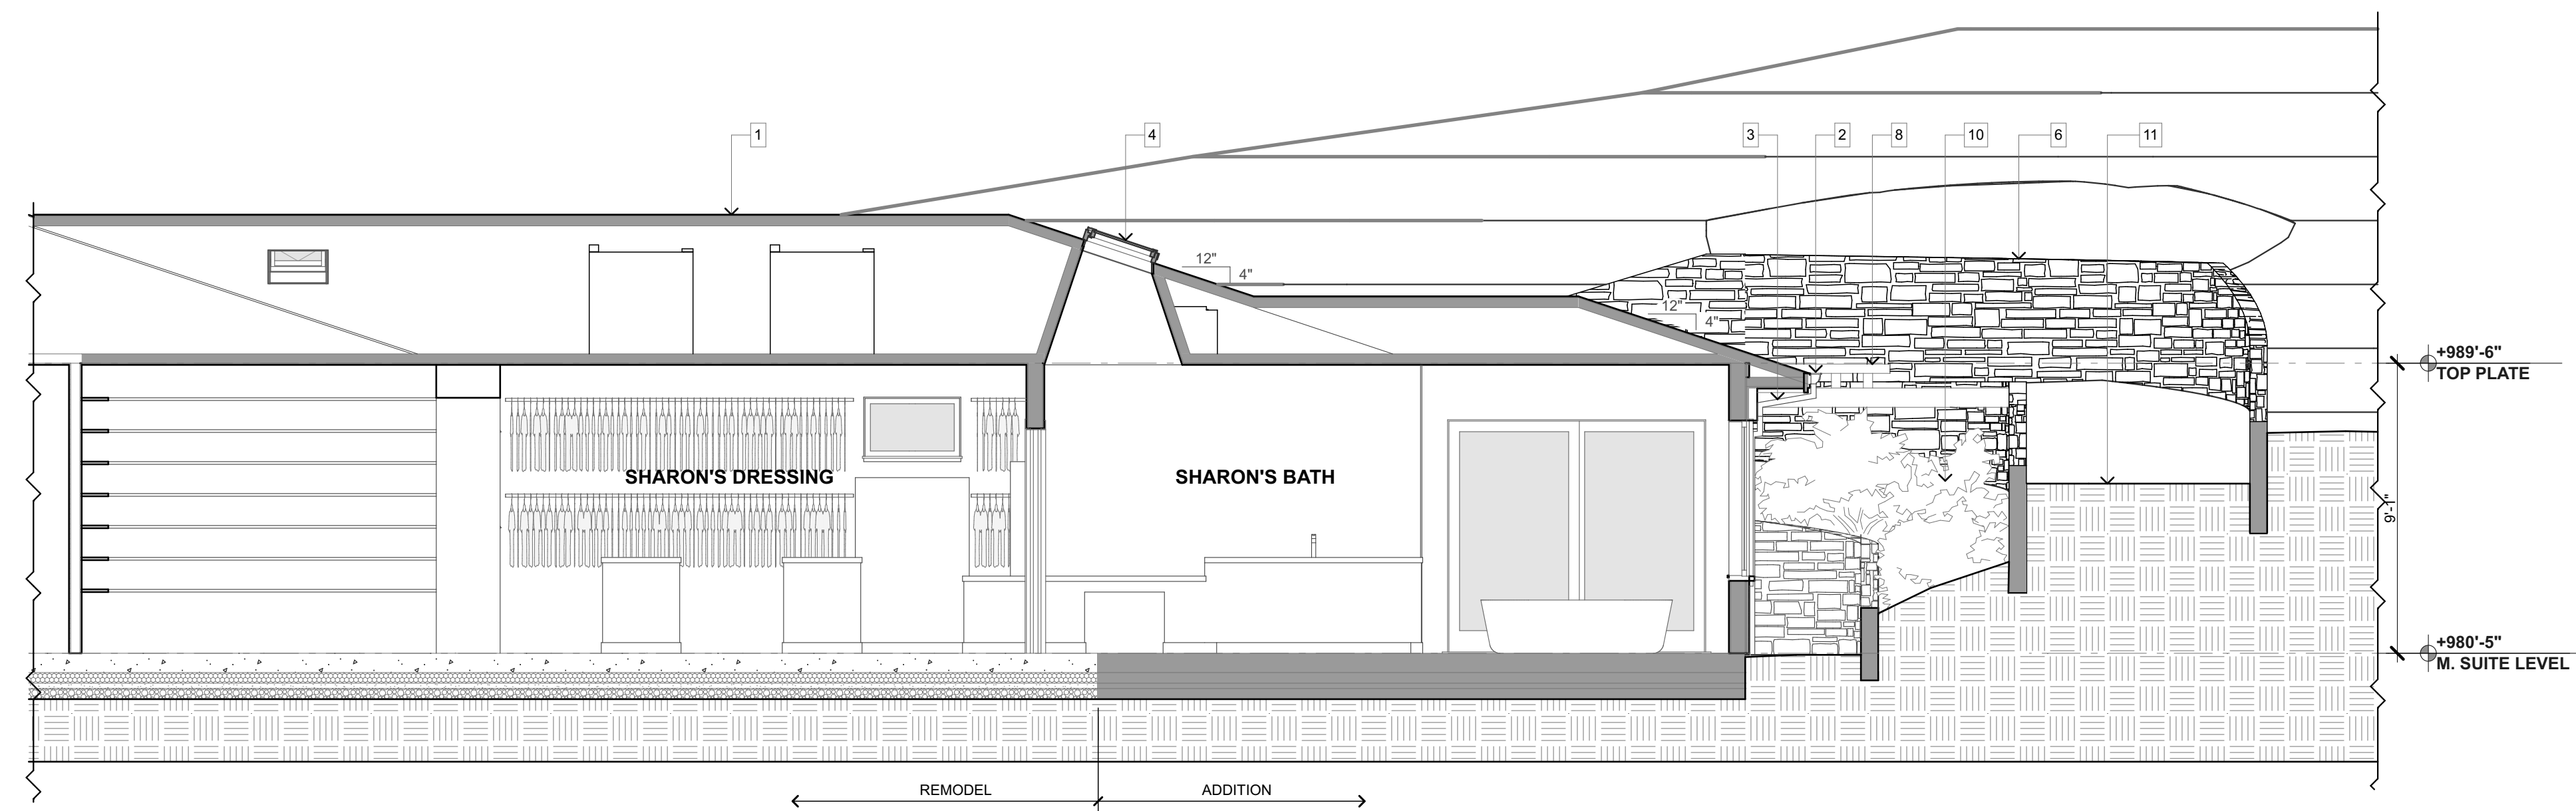 1
4
3
2
8
10
6
11
12"
4"
12"
4"
+989'-6"
TOP PLATE
SHARON'S DRESSING
SHARON'S BATH
9'-1"
+980'-5"
M. SUITE LEVEL
REMODEL
ADDITION